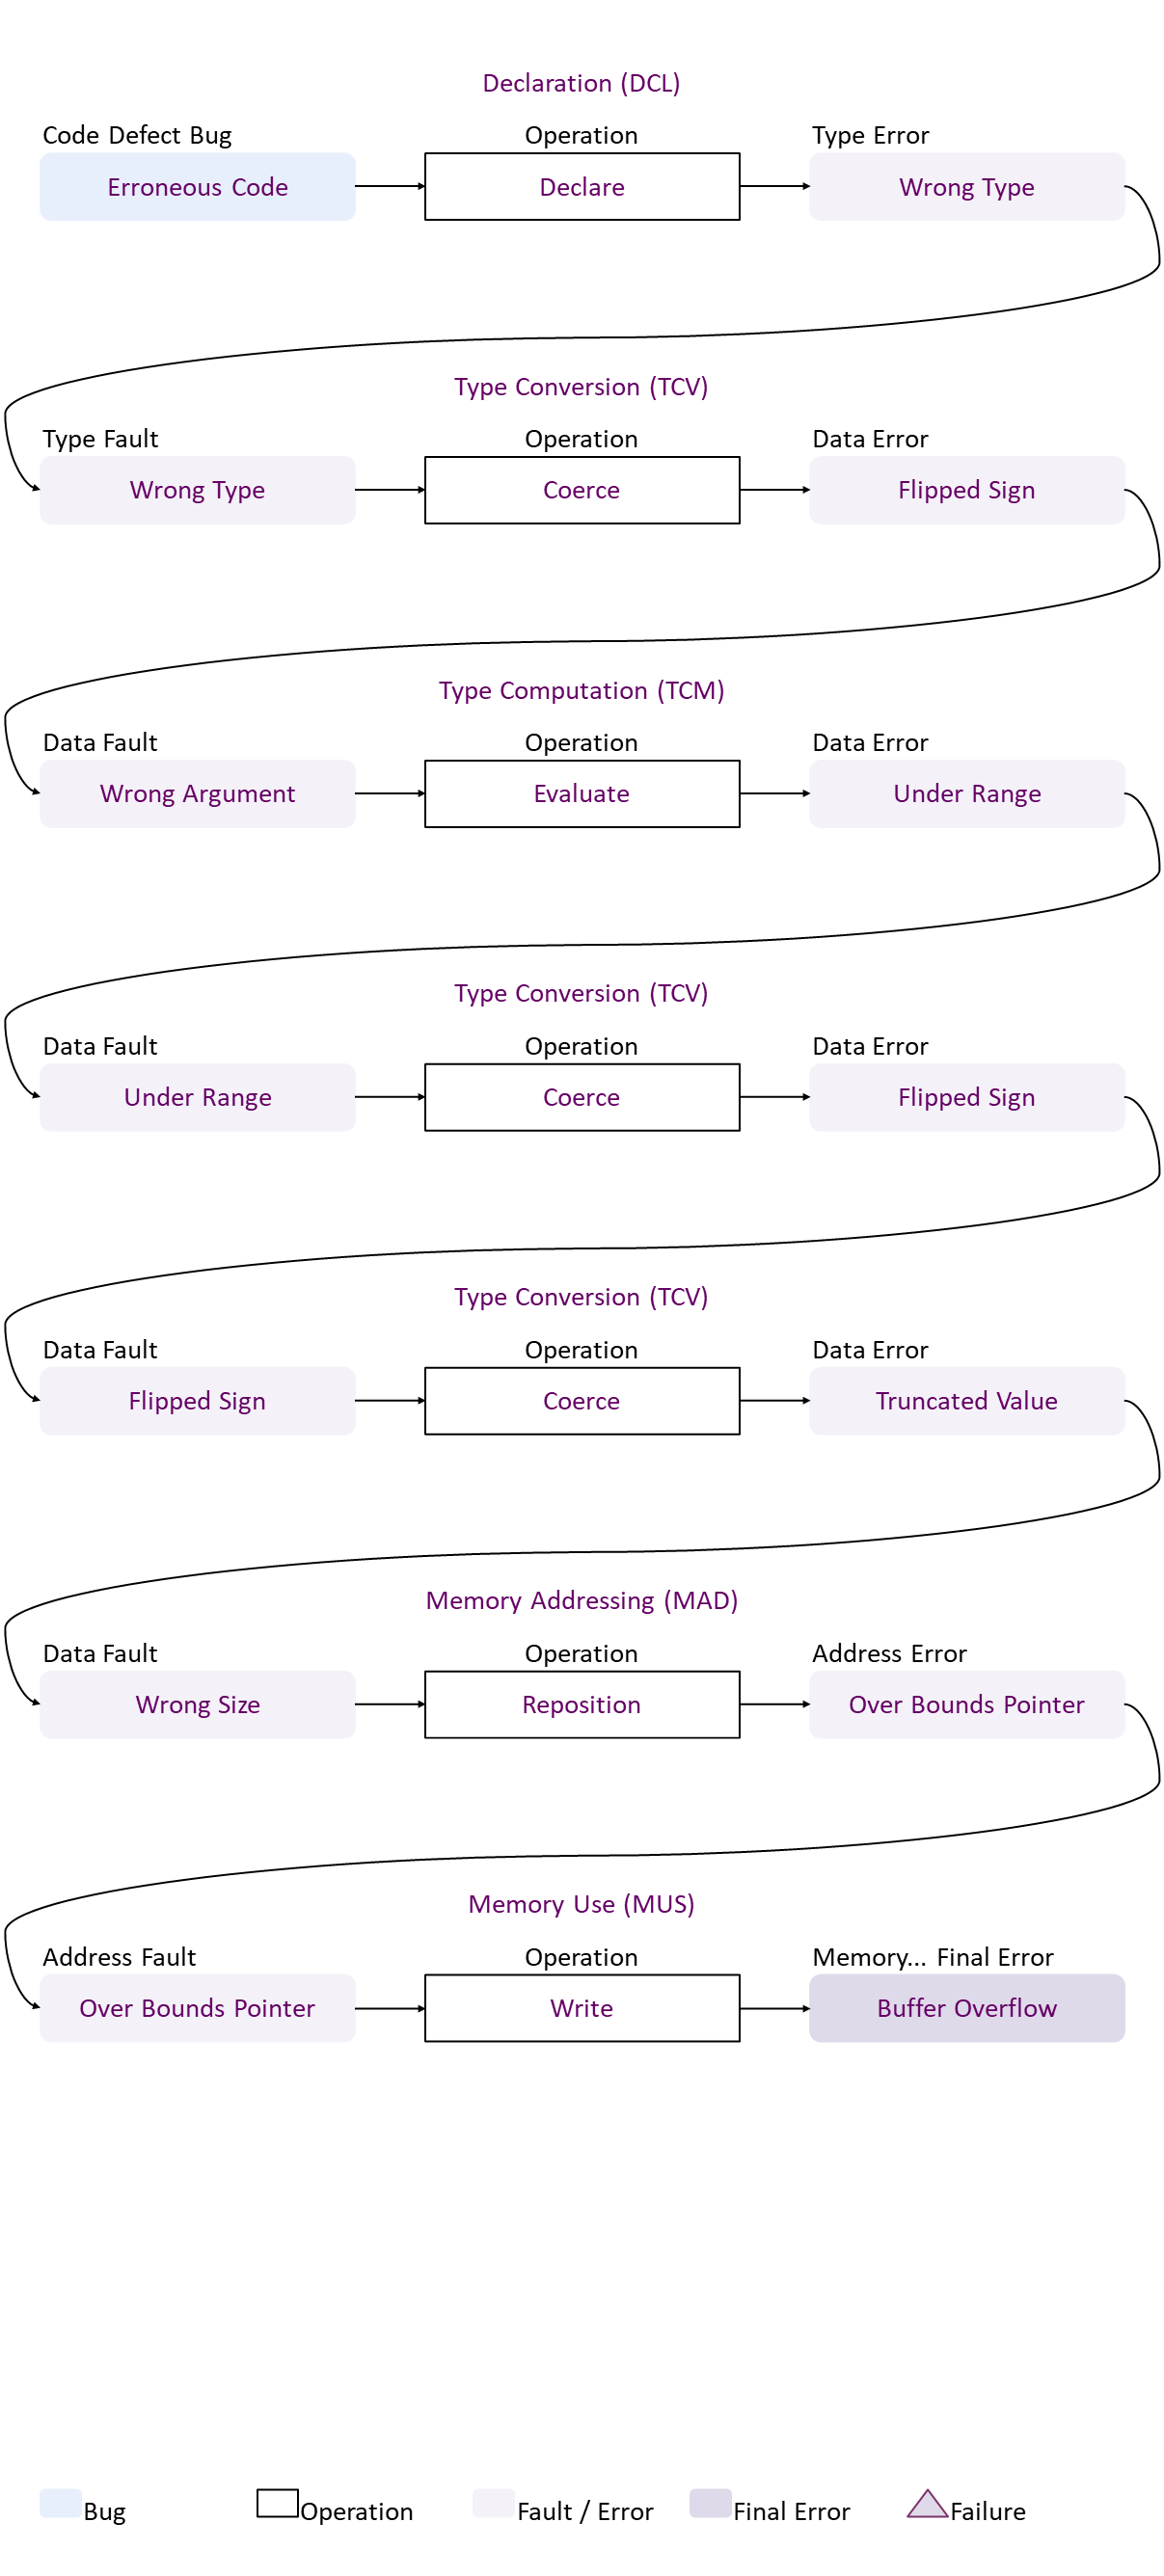 Declaration (DCL)
Code Defect Bug Operation Type Error
Erroneous Code Declare Wrong Type
Type Conversion (TCV)
Type Fault Operation Data Error
Wrong Type Coerce Flipped Sign
Type Computation (TCM)
Data Fault Operation Data Error
Wrong Argument Evaluate Under Range
Type Conversion (TCV)
Data Fault Operation Data Error
Under Range Coerce Flipped Sign
Type Conversion (TCV)
Data Fault Operation Data Error
Flipped Sign Coerce Truncated Value
Memory Addressing (MAD)
Data Fault Operation Address Error
Wrong Size Reposition Over Bounds Pointer
Memory Use (MUS)
Address Fault Operation Memory... Final Error
Over Bounds Pointer Write Buffer Overflow
Bug Operation Fault / Error Final Error Failure